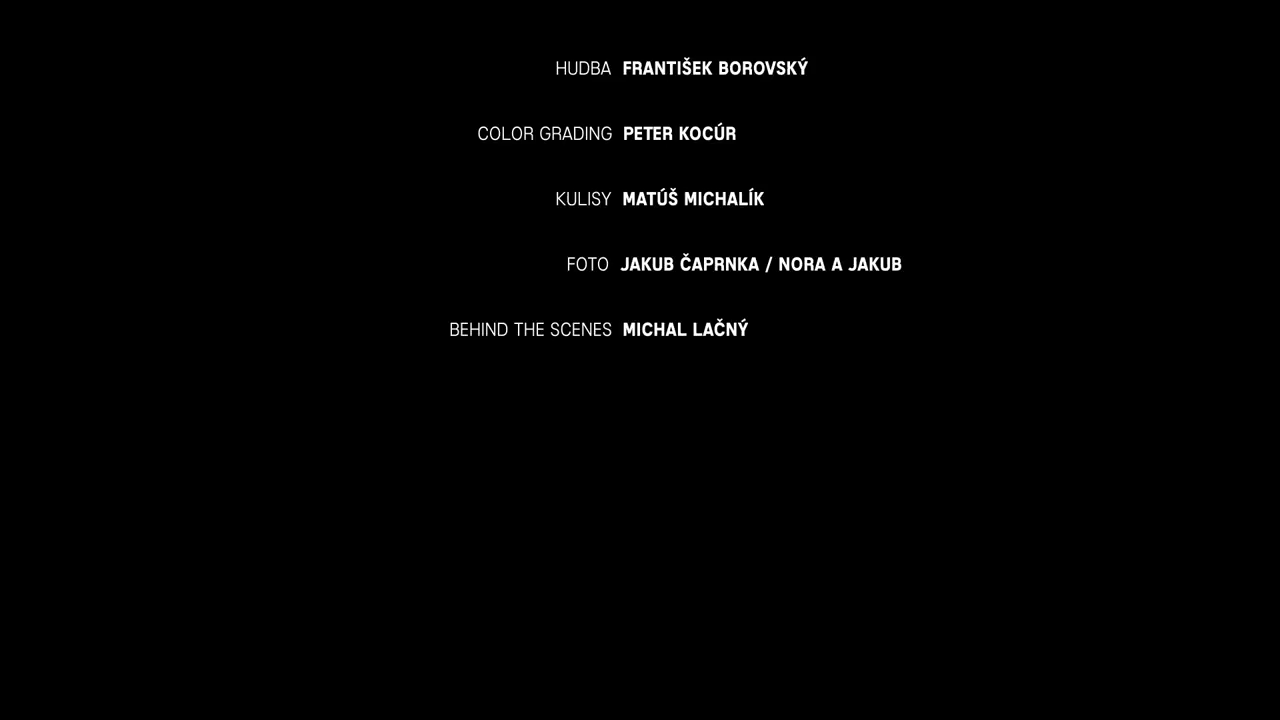 HUDBA FRANTIŠEK BOROVSKÝ
COLOR GRADING PETER KOCÚR
KULISY MATÚŠ MICHALÍK
FOTO JAKUB ČAPRNKA / NORA A JAKUB
BEHIND THE SCENES MICHAL LAČNÝ